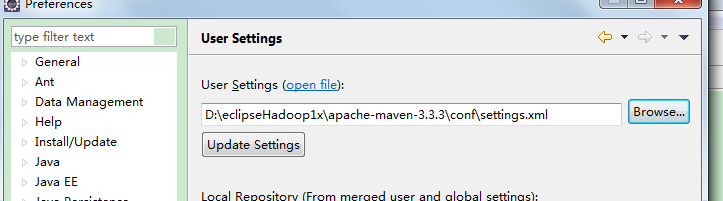 Preferences
type filter text
General
Ant
Data Management
Help
Install/Update
Java
Java EE
Java Persistence
User Settings
User Settings (open file):
D:\eclipseHadoop1x\apache-maven-3.3.3\conf\settings.xml
Browse...
Update Settings
Local Repository (From merged user and global settings):